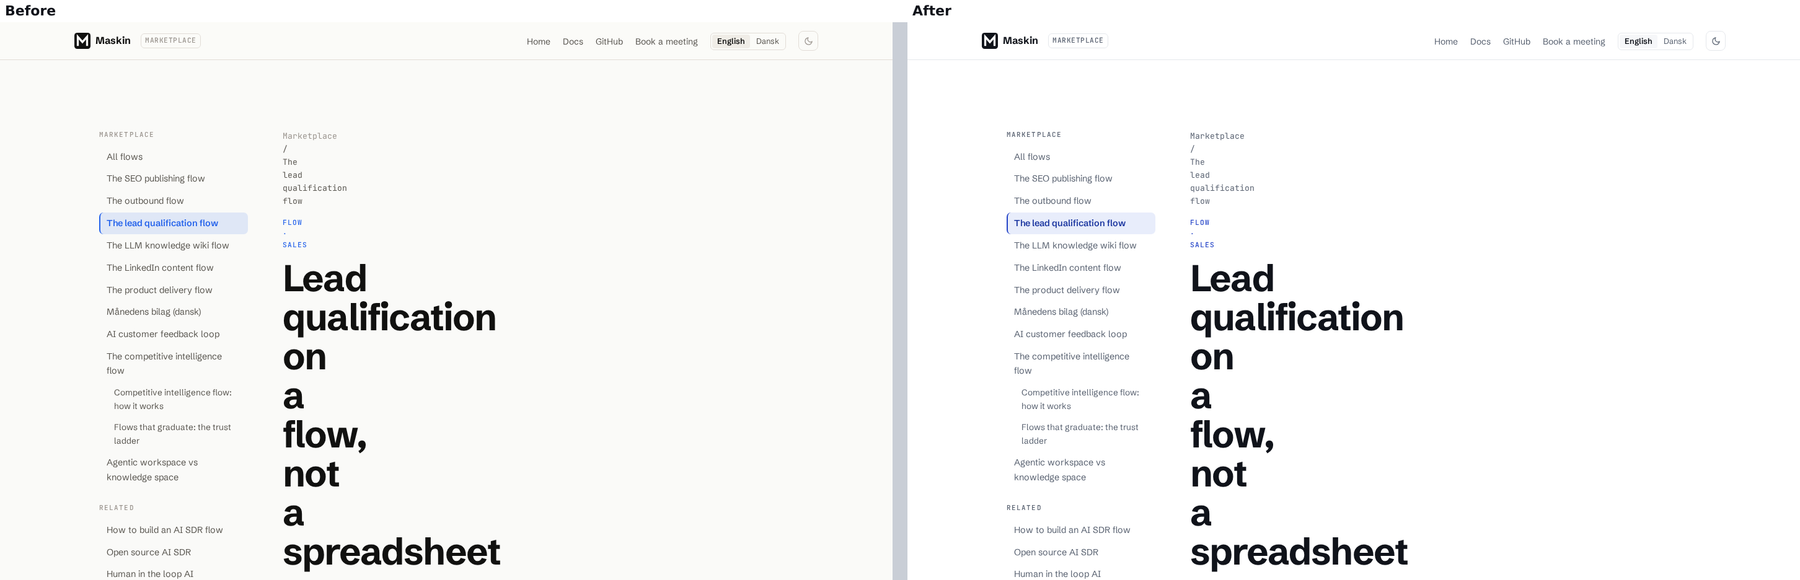 Before
Maskin
MARKETPLACE
Home
Docs
GitHub
Book a meeting
English
Dansk
MARKETPLACE
All flows
The SEO publishing flow
The outbound flow
The lead qualification flow
The LLM knowledge wiki flow
The LinkedIn content flow
The product delivery flow
Månedens bilag (dansk)
AI customer feedback loop
The competitive intelligence
flow
Competitive intelligence flow:
how it works
Flows that graduate: the trust
ladder
Agentic workspace vs
knowledge space
RELATED
How to build an AI SDR flow
Open source AI SDR
Human in the loop AI
Marketplace
/
The
lead
qualification
flow
FLOW
·
SALES
Lead
qualification
on
a
flow,
not
a
spreadsheet
After
Maskin
MARKETPLACE
Home
Docs
GitHub
Book a meeting
English
Dansk
MARKETPLACE
All flows
The SEO publishing flow
The outbound flow
The lead qualification flow
The LLM knowledge wiki flow
The LinkedIn content flow
The product delivery flow
Månedens bilag (dansk)
AI customer feedback loop
The competitive intelligence
flow
Competitive intelligence flow:
how it works
Flows that graduate: the trust
ladder
Agentic workspace vs
knowledge space
RELATED
How to build an AI SDR flow
Open source AI SDR
Human in the loop AI
Marketplace
/
The
lead
qualification
flow
FLOW
·
SALES
Lead
qualification
on
a
flow,
not
a
spreadsheet